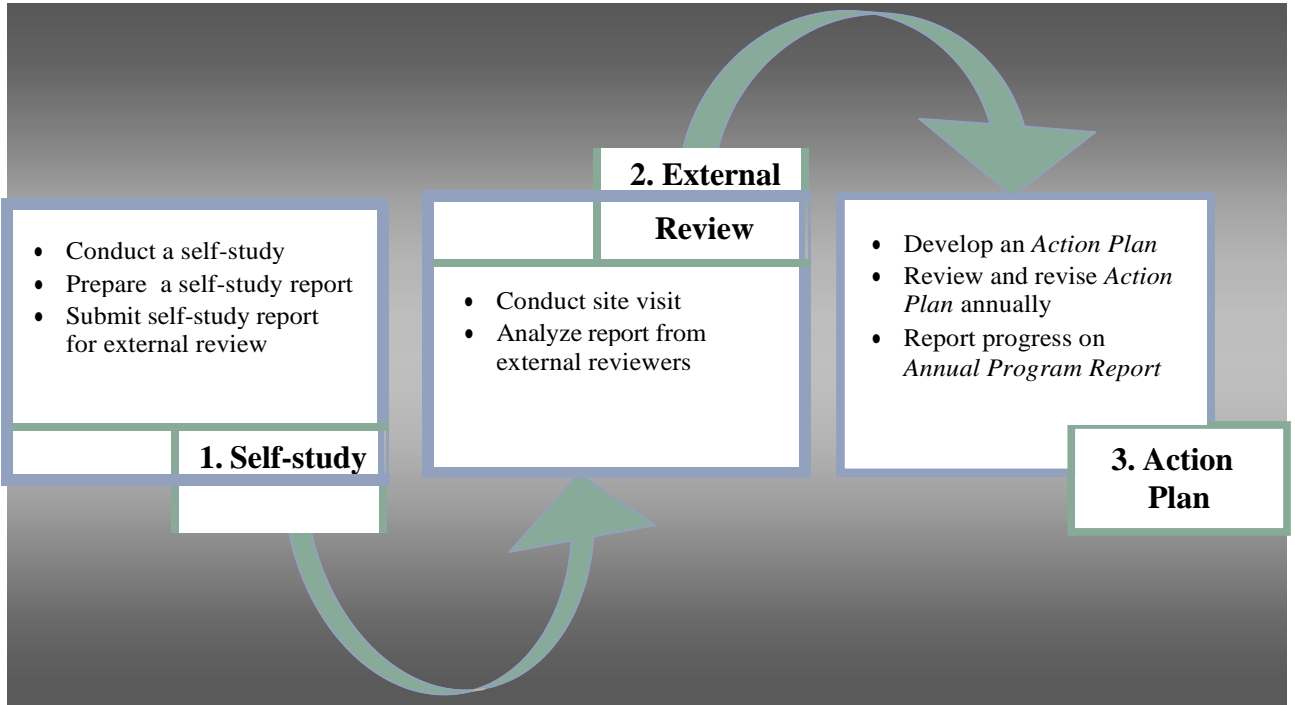 • Conduct a self-study
• Prepare a self-study report
• Submit self-study report
for external review
1. Self-study
2. External
Review
• Conduct site visit
• Analyze report from
external reviewers
• Develop an Action Plan
• Review and revise Action
Plan annually
• Report progress on
Annual Program Report
3. Action
Plan